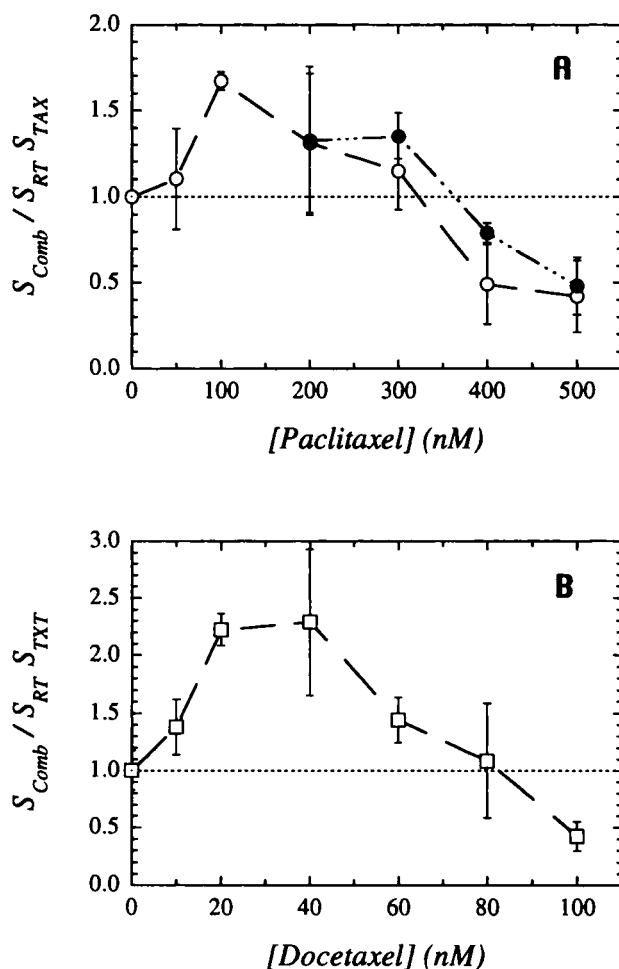 A
2.0
1.5
1.0
0.5
0.0
S_Comb / S_RT S_TAX
0 100 200 300 400 500
[Paclitaxel] (nM)
B
3.0
2.5
2.0
1.5
1.0
0.5
0.0
S_Comb / S_RT S_TXT
0 20 40 60 80 100
[Docetaxel] (nM)